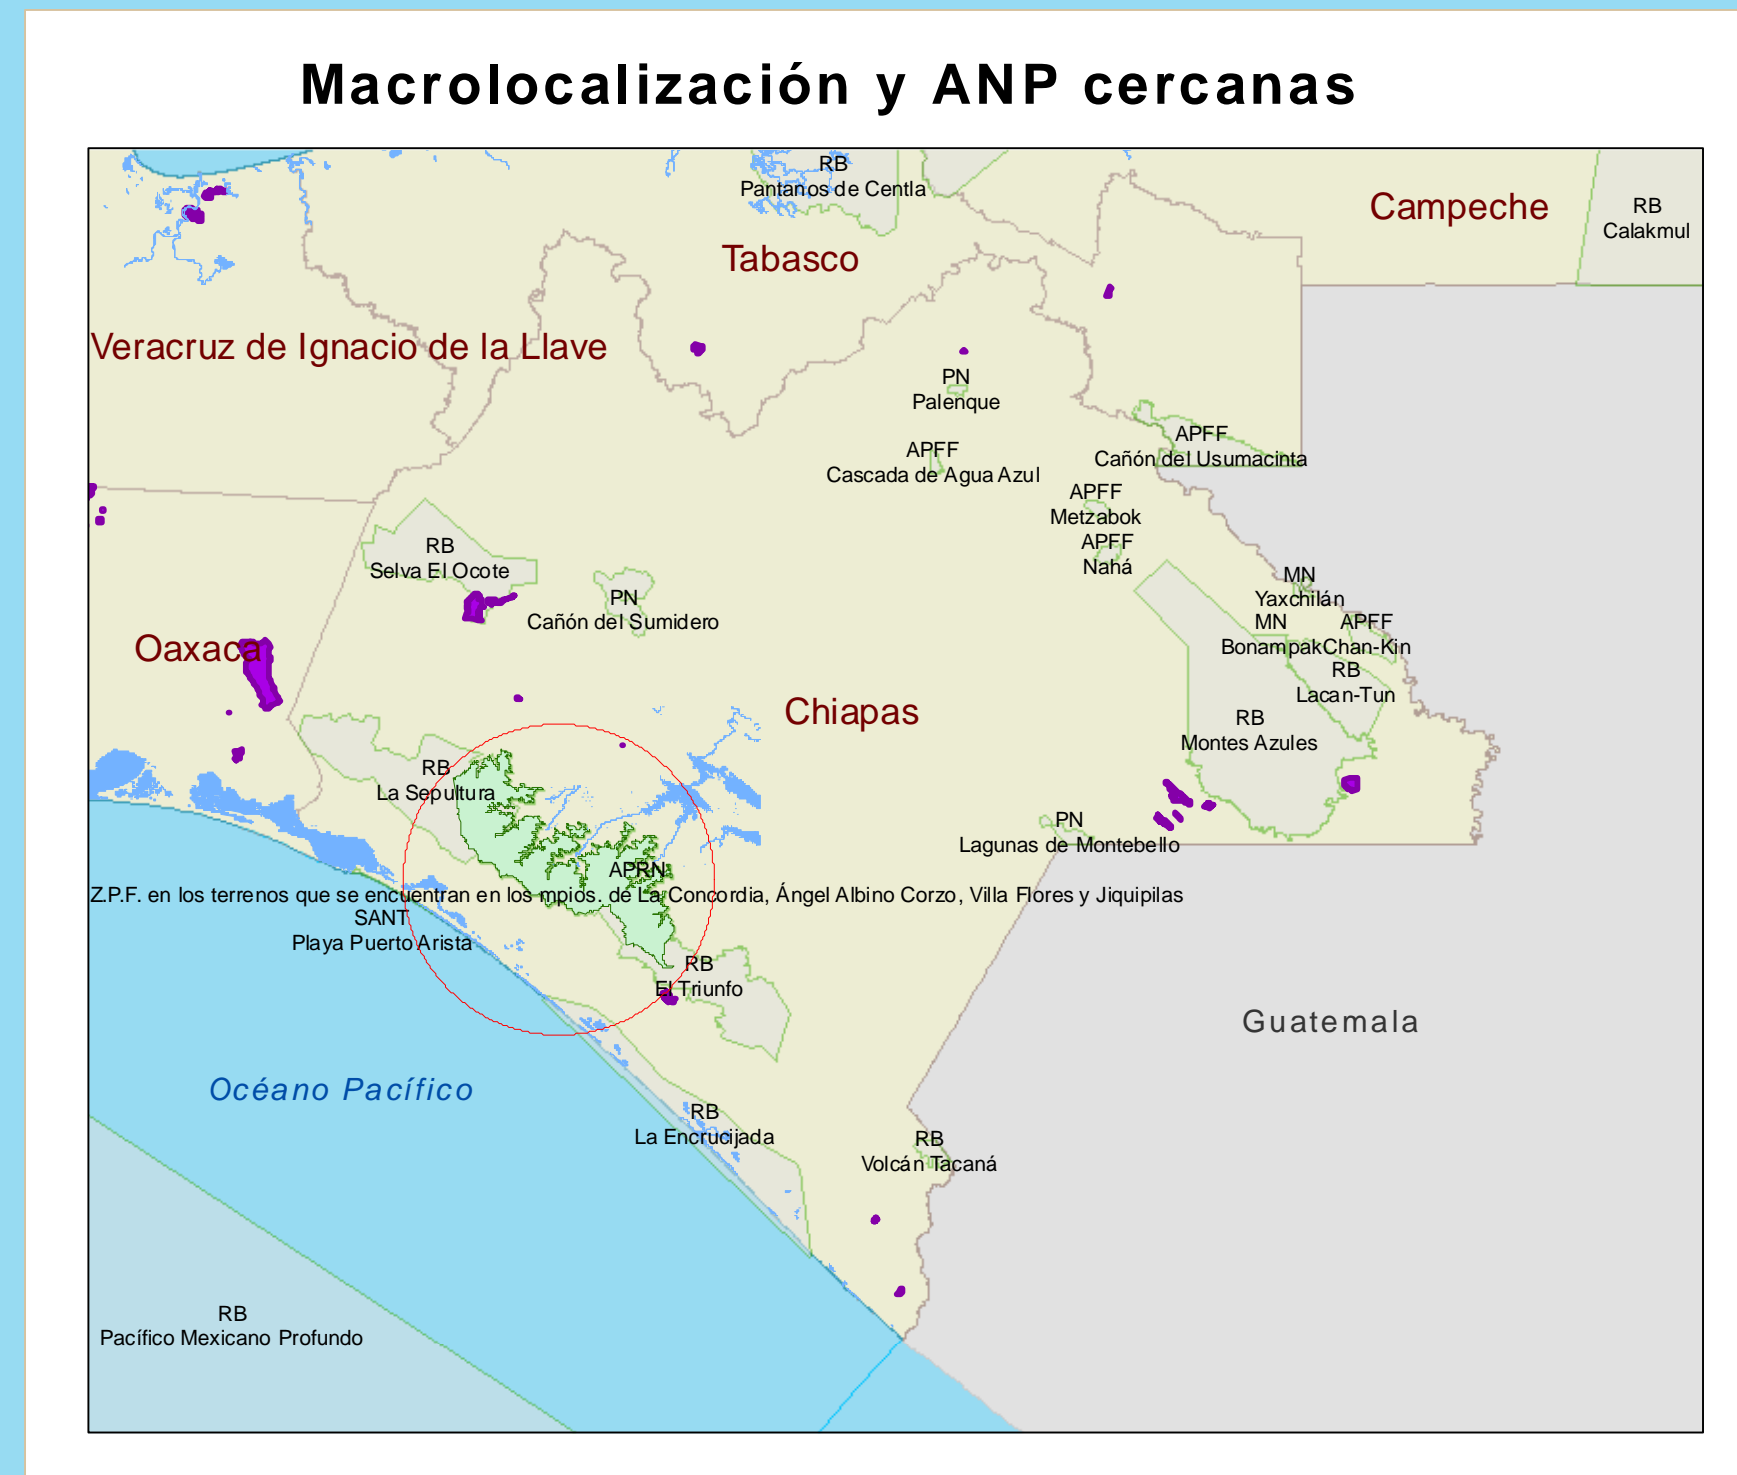 Macrolocalización y ANP cercanas
RB
Pantanos de Centla
Campeche
RB
Calakmul
Tabasco
Veracruz de Ignacio de la Llave
PN
Palenque
APFF
Cañón del Usumacinta
APFF
Cascada de Agua Azul
APFF
Metzabok
APFF
Nahá
RB
Selva El Ocote
PN
Cañón del Sumidero
MN
Yaxchilán
MN
Bonampak
APFF
Chan-Kin
RB
Lacan-Tun
Oaxaca
Chiapas
RB
Montes Azules
RB
La Sepultura
PN
Lagunas de Montebello
APRN
Z.P.F. en los terrenos que se encuentran en los mpios. de La Concordia, Ángel Albino Corzo, Villa Flores y Jiquipilas
SANT
Playa Puerto Arista
RB
El Triunfo
Guatemala
Océano Pacífico
RB
La Encrucijada
RB
Volcán Tacaná
RB
Pacífico Mexicano Profundo